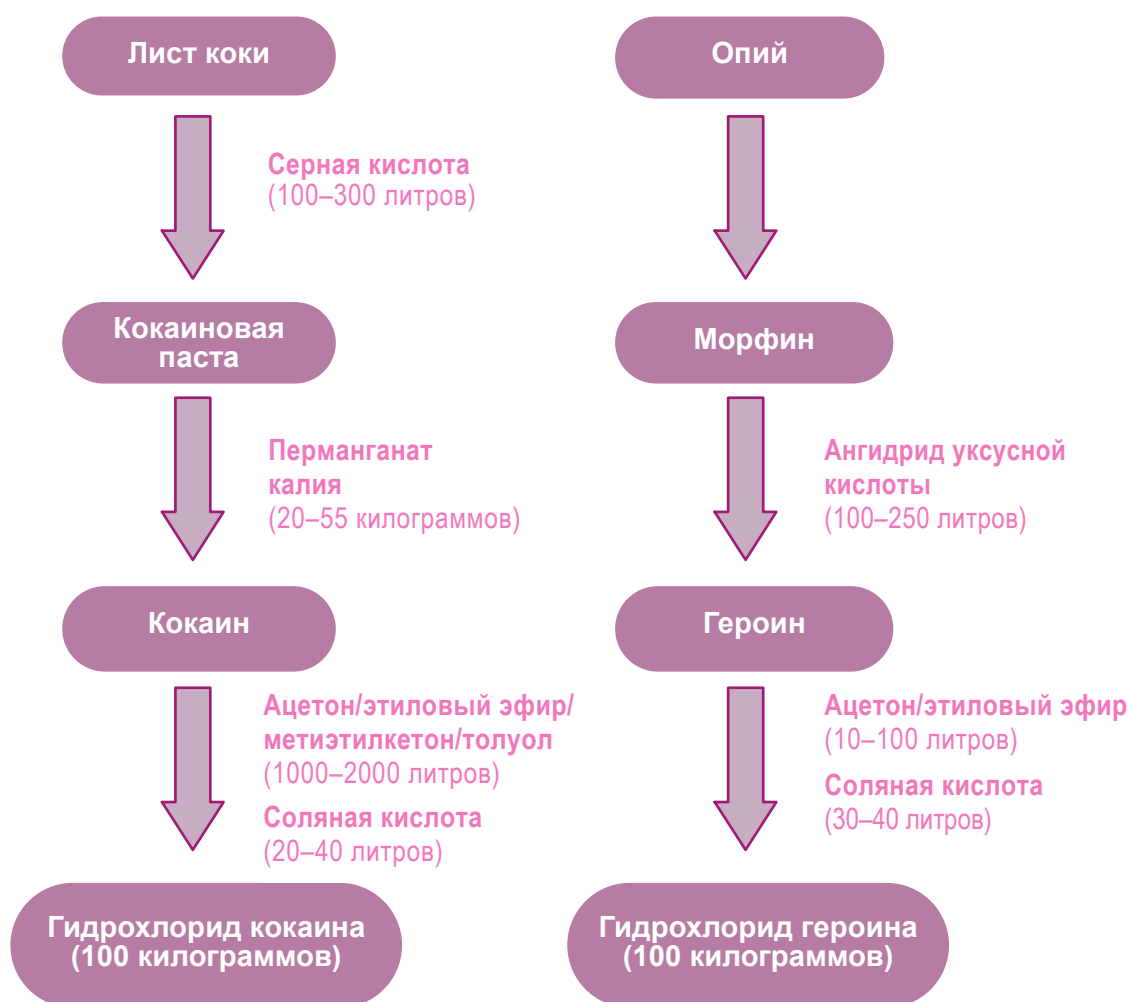 Лист коки
Серная кислота
(100–300 литров)
Кокаиновая
паста
Перманганат
калия
(20–55 килограммов)
Кокаин
Ацетон/этиловый эфир/
метиэтилкетон/толуол
(1000–2000 литров)
Соляная кислота
(20–40 литров)
Гидрохлорид кокаина
(100 килограммов)
Опий
Морфин
Ангидрид уксусной
кислоты
(100–250 литров)
Героин
Ацетон/этиловый эфир
(10–100 литров)
Соляная кислота
(30–40 литров)
Гидрохлорид героина
(100 килограммов)